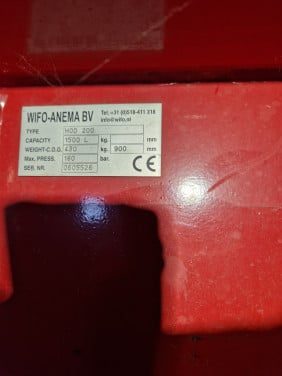 WIFO-ANEMA BV Tel: +31 (0)518-411 318
info@wifo.nl
TYPE HOD 200
CAPACITY 1500 L kg. mm
WEIGHT-C.O.G. 430 kg. 900 mm
Max. PRESS. 160 bar.
SER. NR. 0609526 CE